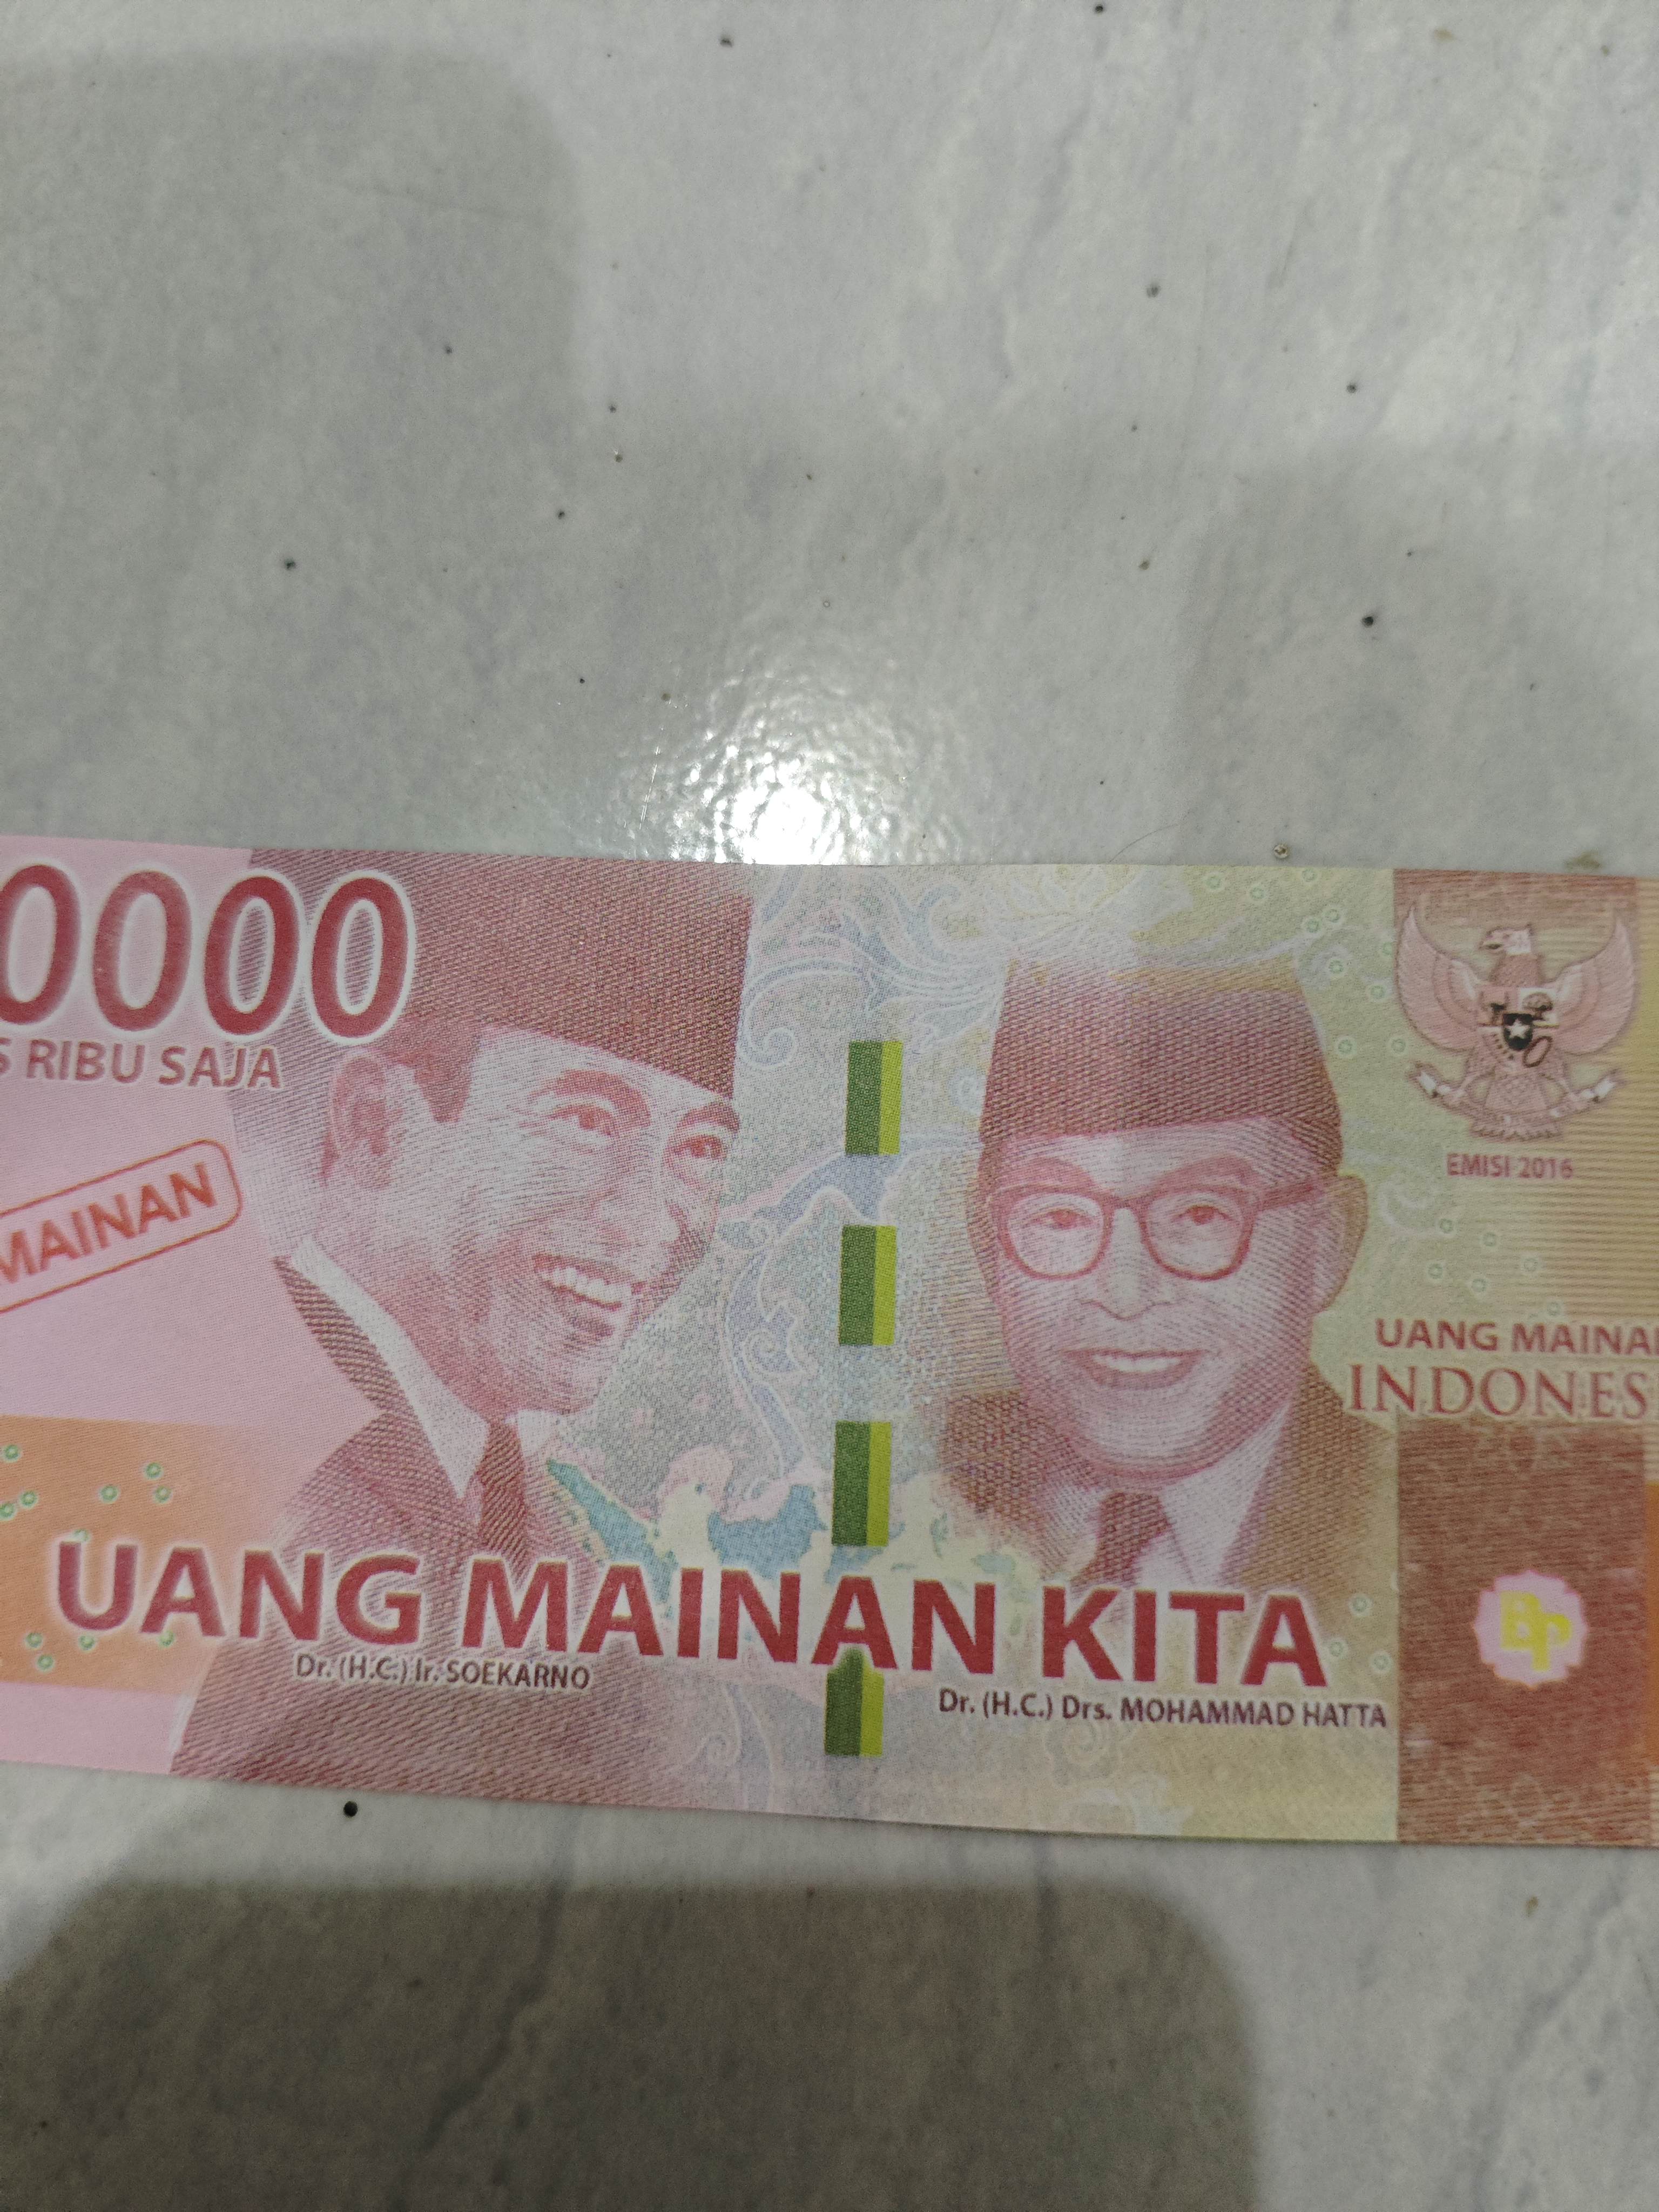 0000
S RIBU SAJA
MAINAN
EMISI 2016
UANG MAINA
INDONES
BP
UANG MAINAN KITA
Dr. (H.C.) Ir. SOEKARNO
Dr. (H.C.) Drs. MOHAMMAD HATTA